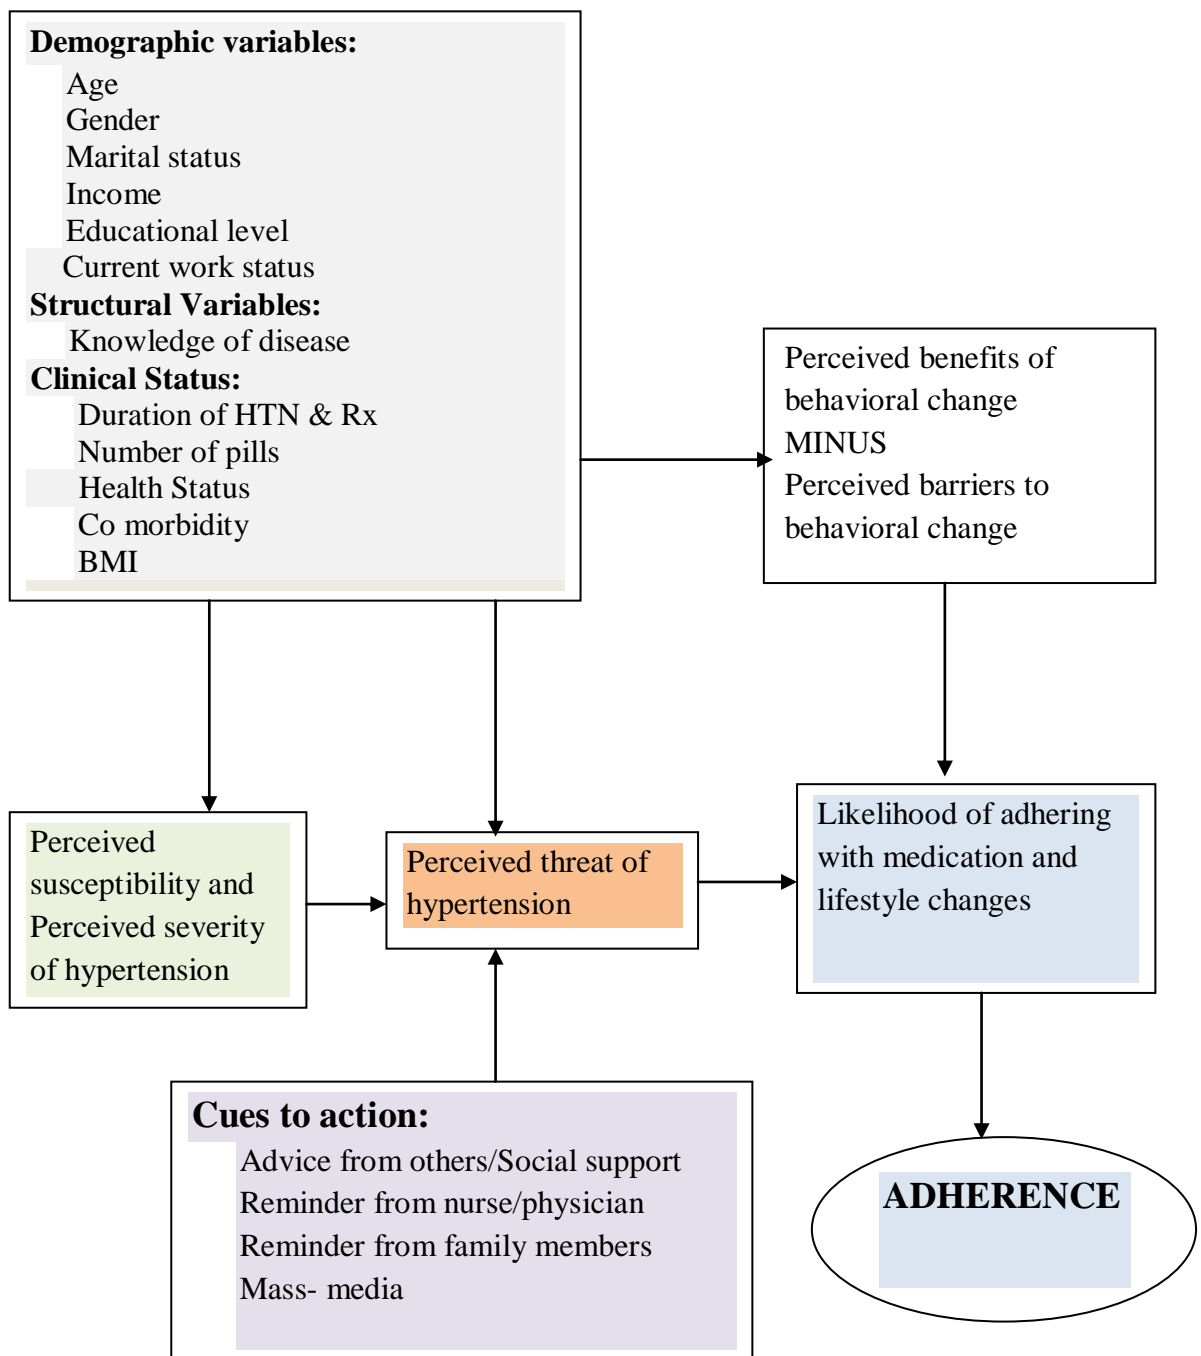 Demographic variables:
Age
Gender
Marital status
Income
Educational level
Current work status
Structural Variables:
Knowledge of disease
Clinical Status:
Duration of HTN & Rx
Number of pills
Health Status
Co morbidity
BMI
Perceived benefits of
behavioral change
MINUS
Perceived barriers to
behavioral change
Perceived
susceptibility and
Perceived severity
of hypertension
Perceived threat of
hypertension
Likelihood of adhering
with medication and
lifestyle changes
Cues to action:
Advice from others/Social support
Reminder from nurse/physician
Reminder from family members
Mass- media
ADHERENCE